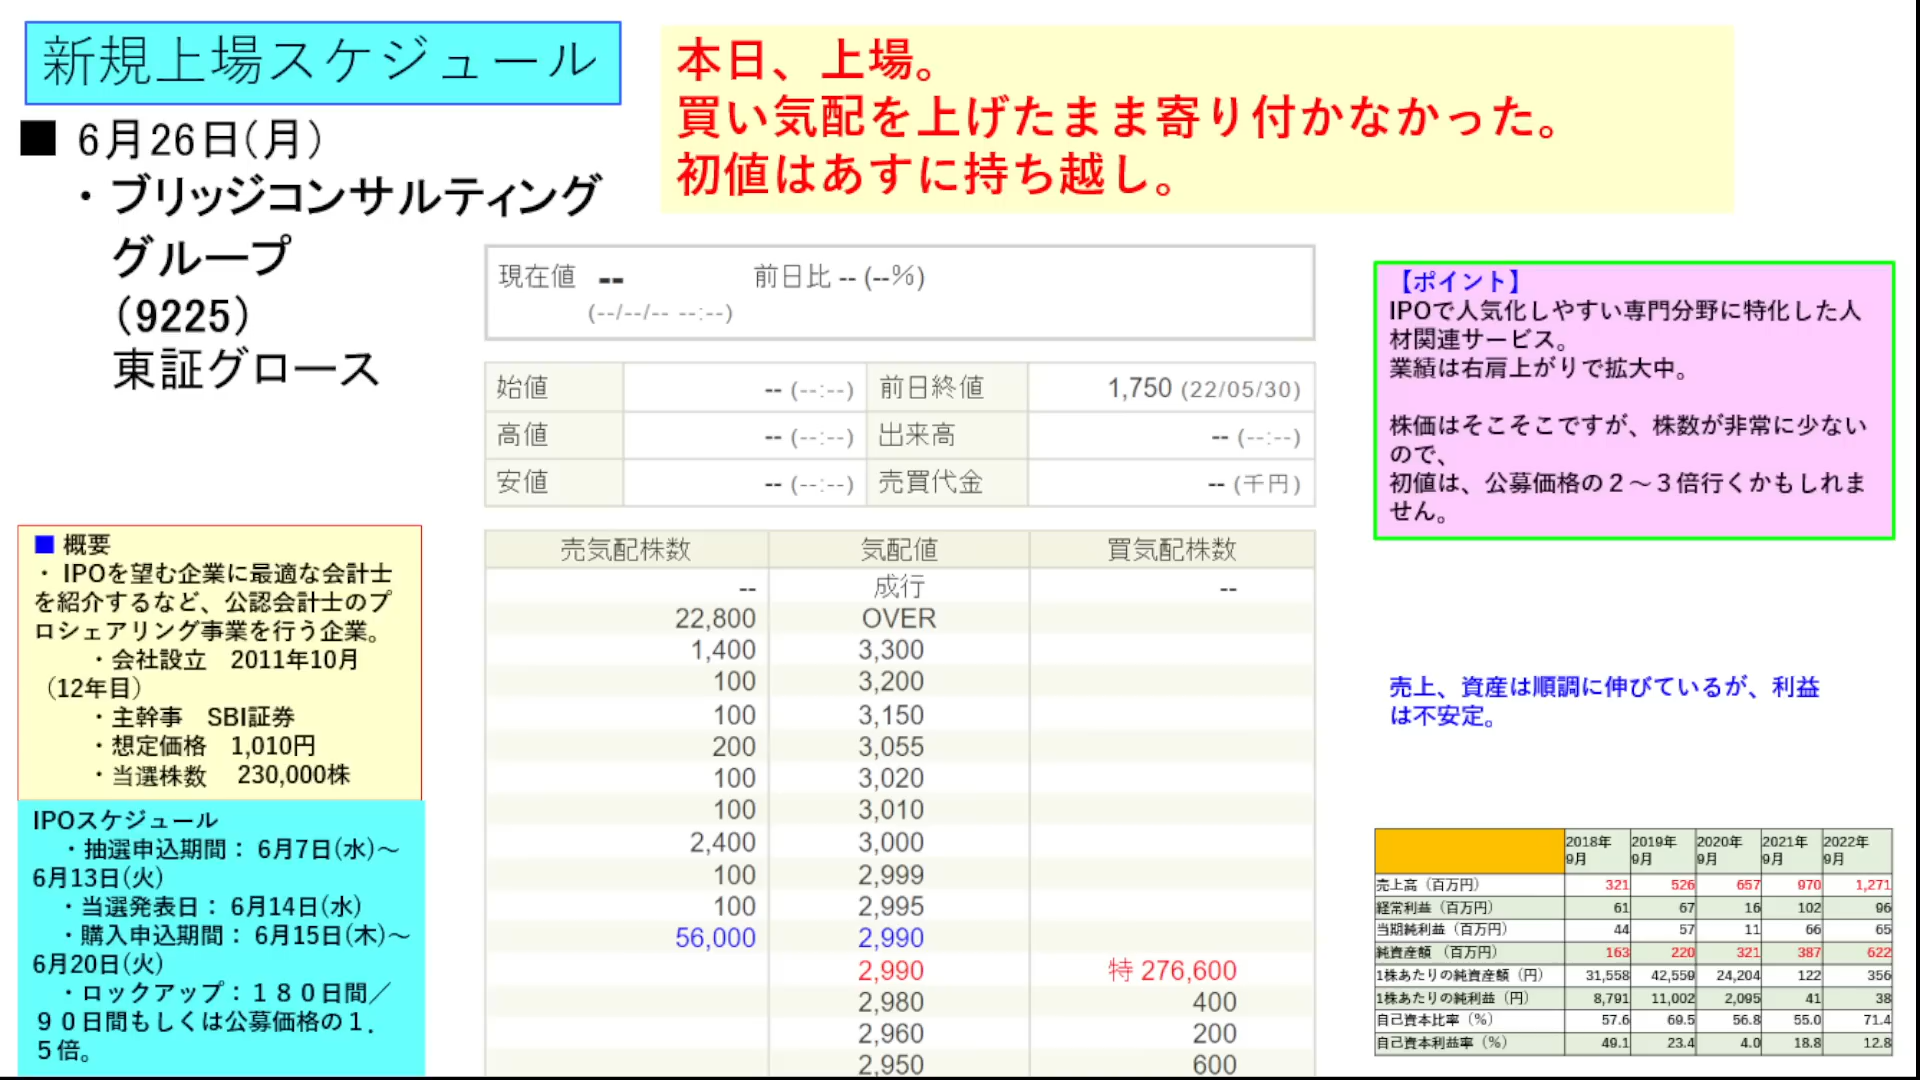 新規上場スケジュール
■ 6月26日(月)
・ブリッジコンサルティング
グループ
(9225)
東証グロース
本日、上場。
買い気配を上げたまま寄り付かなかった。
初値はあすに持ち越し。
現在値 -- 前日比 -- (--%)
(--/--/-- --:--)
始値 -- (--:--) 前日終値 1,750 (22/05/30)
高値 -- (--:--) 出来高 -- (--:--)
安値 -- (--:--) 売買代金 -- (千円)
売気配株数 気配値 買気配株数
-- 成行 --
22,800 OVER
1,400 3,300
100 3,200
100 3,150
200 3,055
100 3,020
100 3,010
2,400 3,000
100 2,999
100 2,995
56,000 2,990
2,990 特 276,600
2,980 400
2,960 200
2,950 600
【ポイント】
IPOで人気化しやすい専門分野に特化した人
材関連サービス。
業績は右肩上がりで拡大中。
株価はそこそこですが、株数が非常に少ない
ので、
初値は、公募価格の２～３倍行くかもしれま
せん。
■ 概要
・ IPOを望む企業に最適な会計士
を紹介するなど、公認会計士のプ
ロシェアリング事業を行う企業。
・会社設立　2011年10月
（12年目）
・主幹事　SBI証券
・想定価格　1,010円
・当選株数　230,000株
IPOスケジュール
・抽選申込期間： 6月7日(水)～
6月13日(火)
・当選発表日： 6月14日(水)
・購入申込期間： 6月15日(木)～
6月20日(火)
・ロックアップ：１８０日間／
９０日間もしくは公募価格の１．
５倍。
売上、資産は順調に伸びているが、利益
は不安定。
2018年 2019年 2020年 2021年 2022年
9月 9月 9月 9月 9月
売上高（百万円） 321 526 657 970 1,271
経常利益（百万円） 61 67 16 102 96
当期純利益（百万円） 44 57 11 66 65
純資産額 （百万円） 163 220 321 387 622
1株あたりの純資産額（円） 31,558 42,559 24,204 122 356
1株あたりの純利益（円） 8,791 11,002 2,095 41 38
自己資本比率（%） 57.6 69.5 56.8 55.0 71.4
自己資本利益率（%） 49.1 23.4 4.0 18.8 12.8